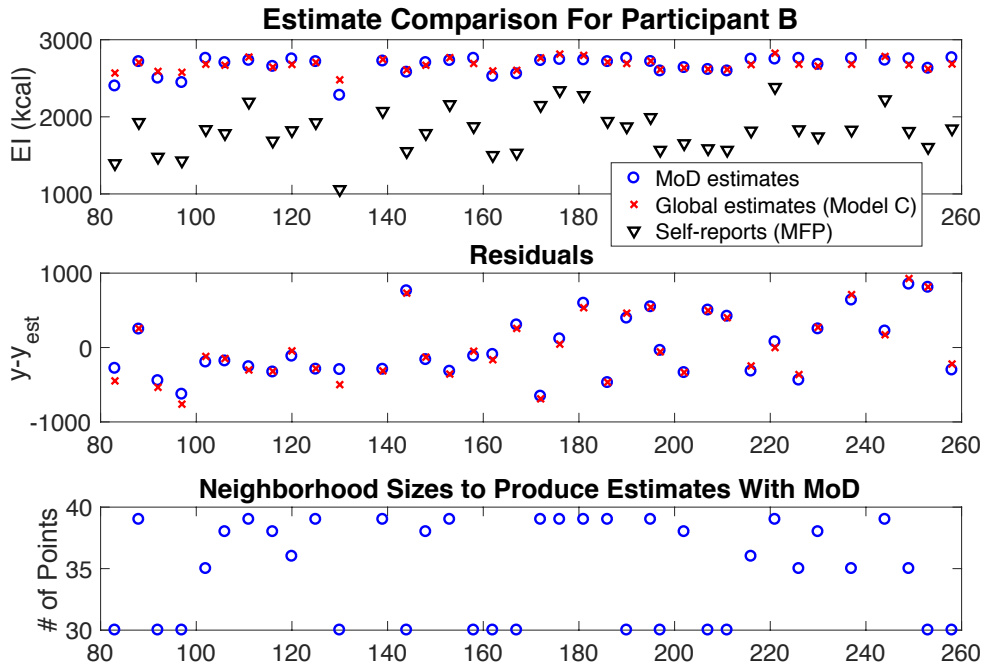 Estimate Comparison For Participant B
3000
2000
1000
EI (kcal)
80 100 120 140 160 180 200 220 240 260
MoD estimates
Global estimates (Model C)
Self-reports (MFP)
Residuals
1000
0
-1000
y-y_est
80 100 120 140 160 180 200 220 240 260
Neighborhood Sizes to Produce Estimates With MoD
40
35
30
# of Points
80 100 120 140 160 180 200 220 240 260